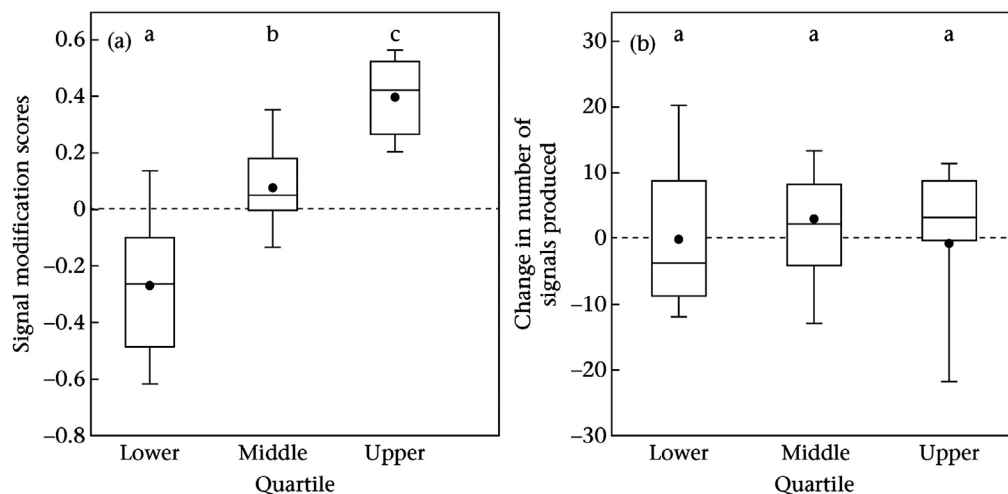 (a)
a b c
Signal modification scores
0.6
0.4
0.2
0
–0.2
–0.4
–0.6
–0.8
Lower Middle Upper
Quartile
(b)
a a a
Change in number of
signals produced
30
20
10
0
–10
–20
–30
Lower Middle Upper
Quartile